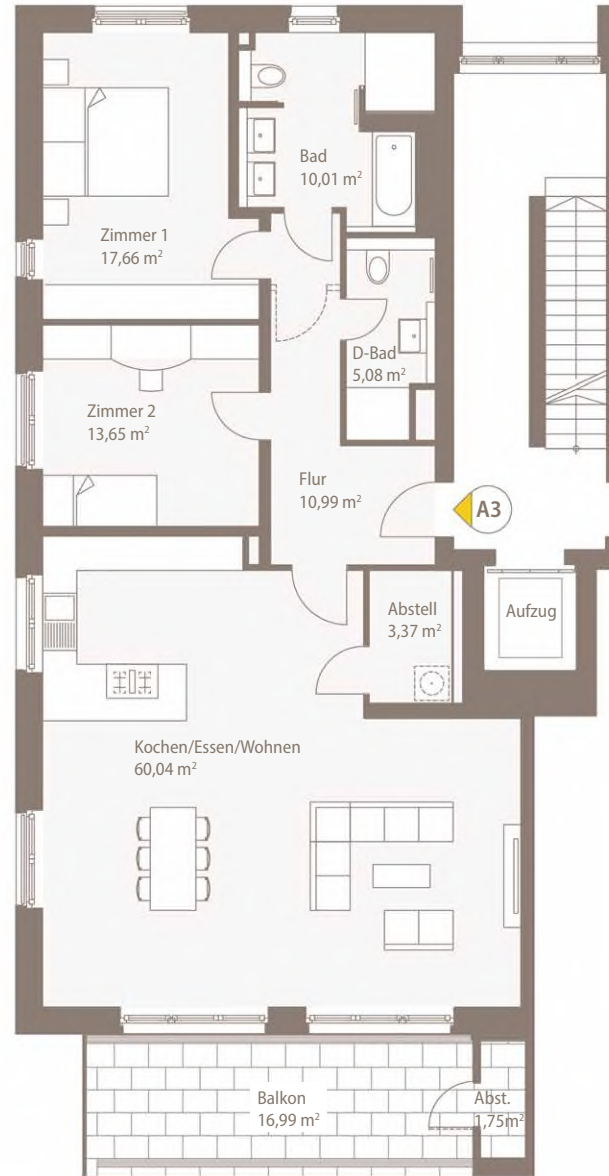 Bad
10,01 m²
Zimmer 1
17,66 m²
D-Bad
5,08 m²
Zimmer 2
13,65 m²
Flur
10,99 m²
A3
Abstell
3,37 m²
Aufzug
Kochen/Essen/Wohnen
60,04 m²
Balkon
16,99 m²
Abst.
1,75m²